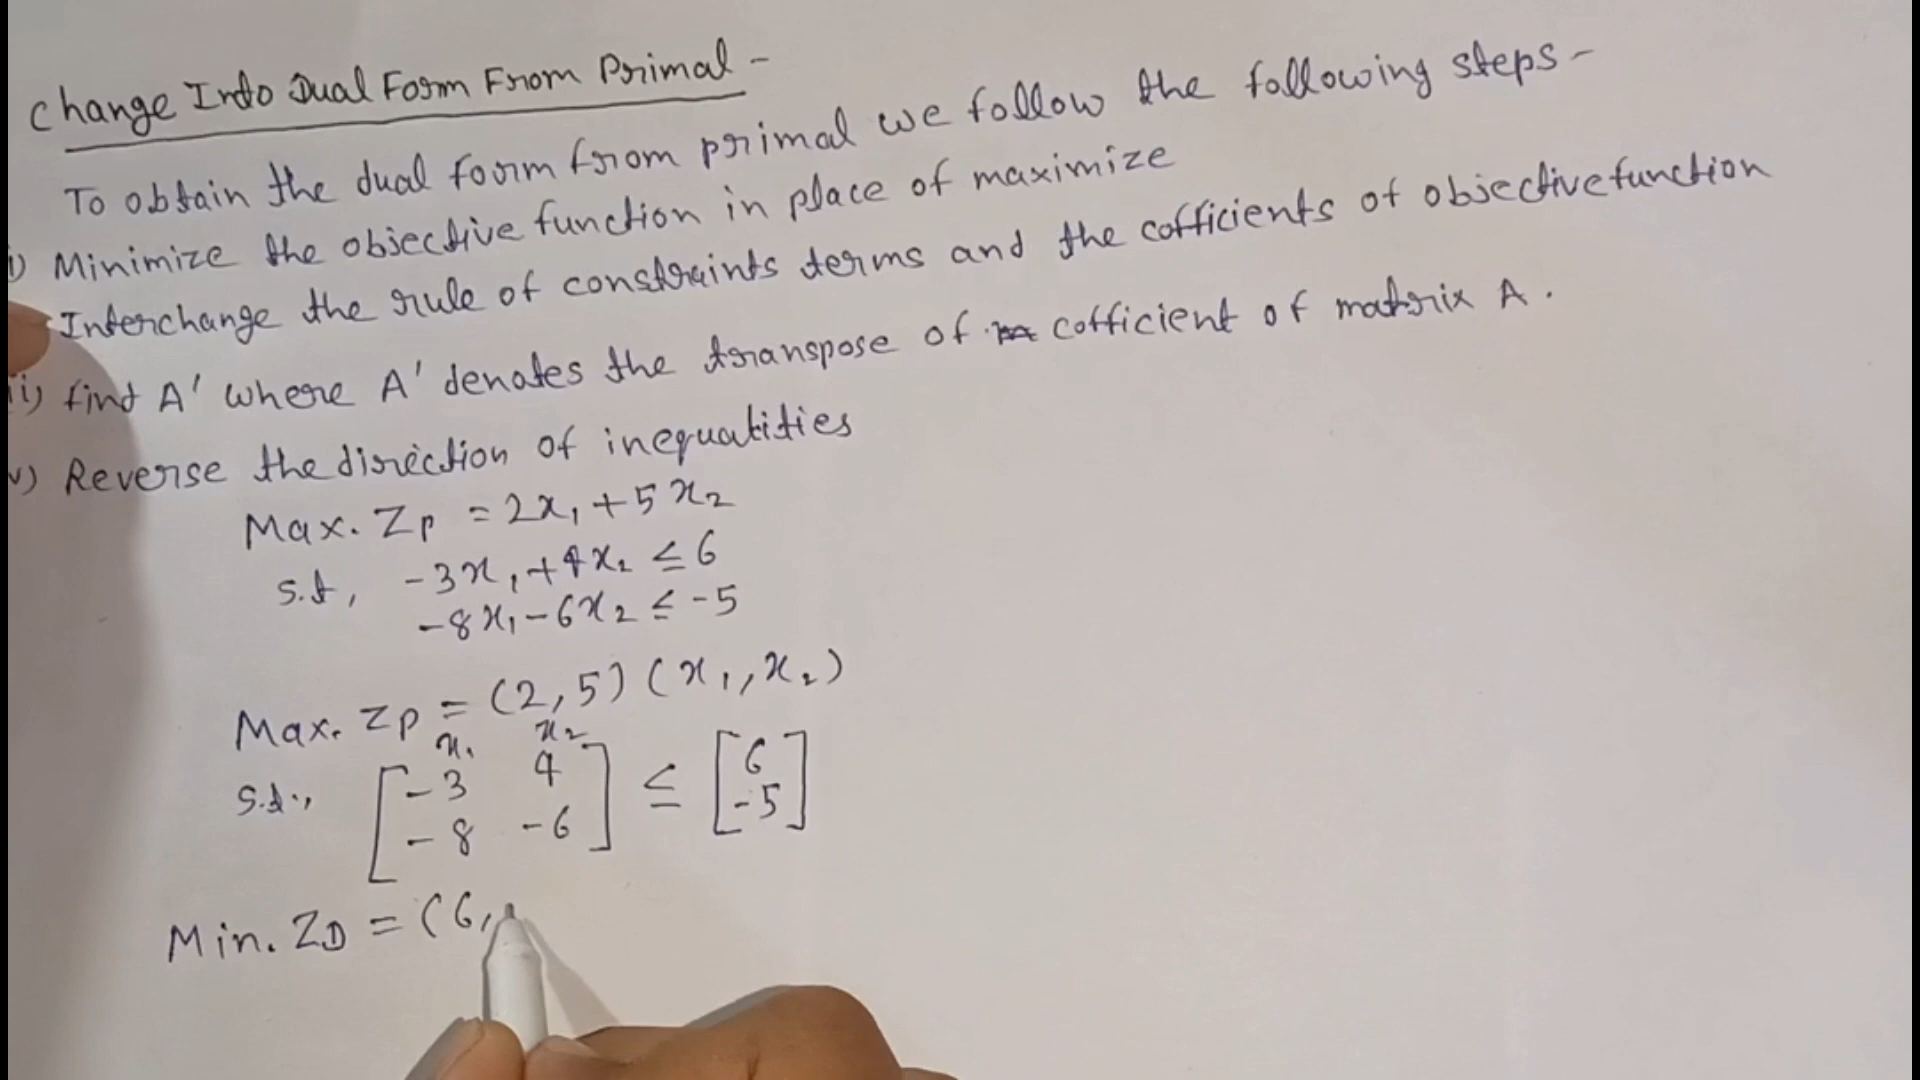 Change Into Dual Form From Primal -
To obtain the dual form from primal we follow the following steps -
i) Minimize the objective function in place of maximize
Interchange the rule of constraints terms and the cofficients of objective function
ii) find A' where A' denotes the transpose of cofficient of matrix A.
v) Reverse the direction of inequalities
Max. Zp = 2x₁ + 5x₂
s.t, -3x₁ + 4x₂ ≤ 6
-8x₁ - 6x₂ ≤ -5
Max. Zp = (2, 5) (x₁, x₂)
x₁ x₂
s.t., [-3 4] ≤ [6]
[-8 -6] [-5]
Min. ZD = (6,